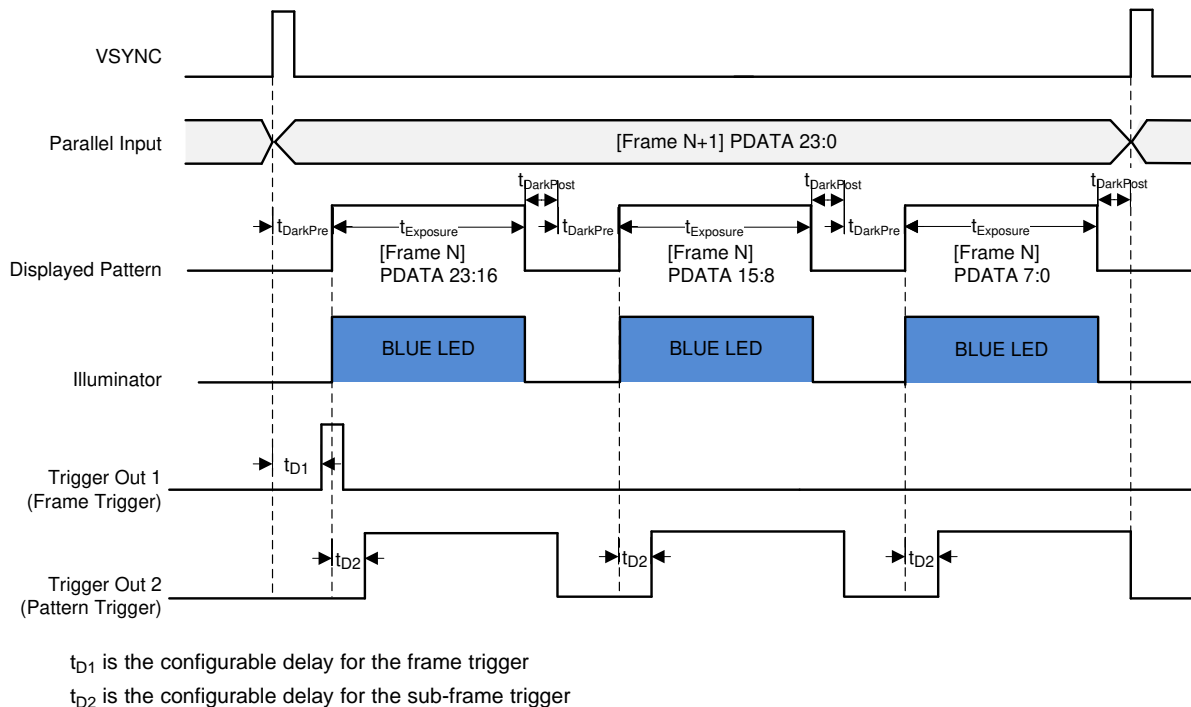 VSYNC
Parallel Input
[Frame N+1] PDATA 23:0
tDarkPost
tDarkPost
tDarkPost
tDarkPre
tExposure
tDarkPre
tExposure
tDarkPre
tExposure
Displayed Pattern
[Frame N]
PDATA 23:16
[Frame N]
PDATA 15:8
[Frame N]
PDATA 7:0
Illuminator
BLUE LED
BLUE LED
BLUE LED
tD1
Trigger Out 1
(Frame Trigger)
tD2
tD2
tD2
Trigger Out 2
(Pattern Trigger)
tD1 is the configurable delay for the frame trigger
tD2 is the configurable delay for the sub-frame trigger